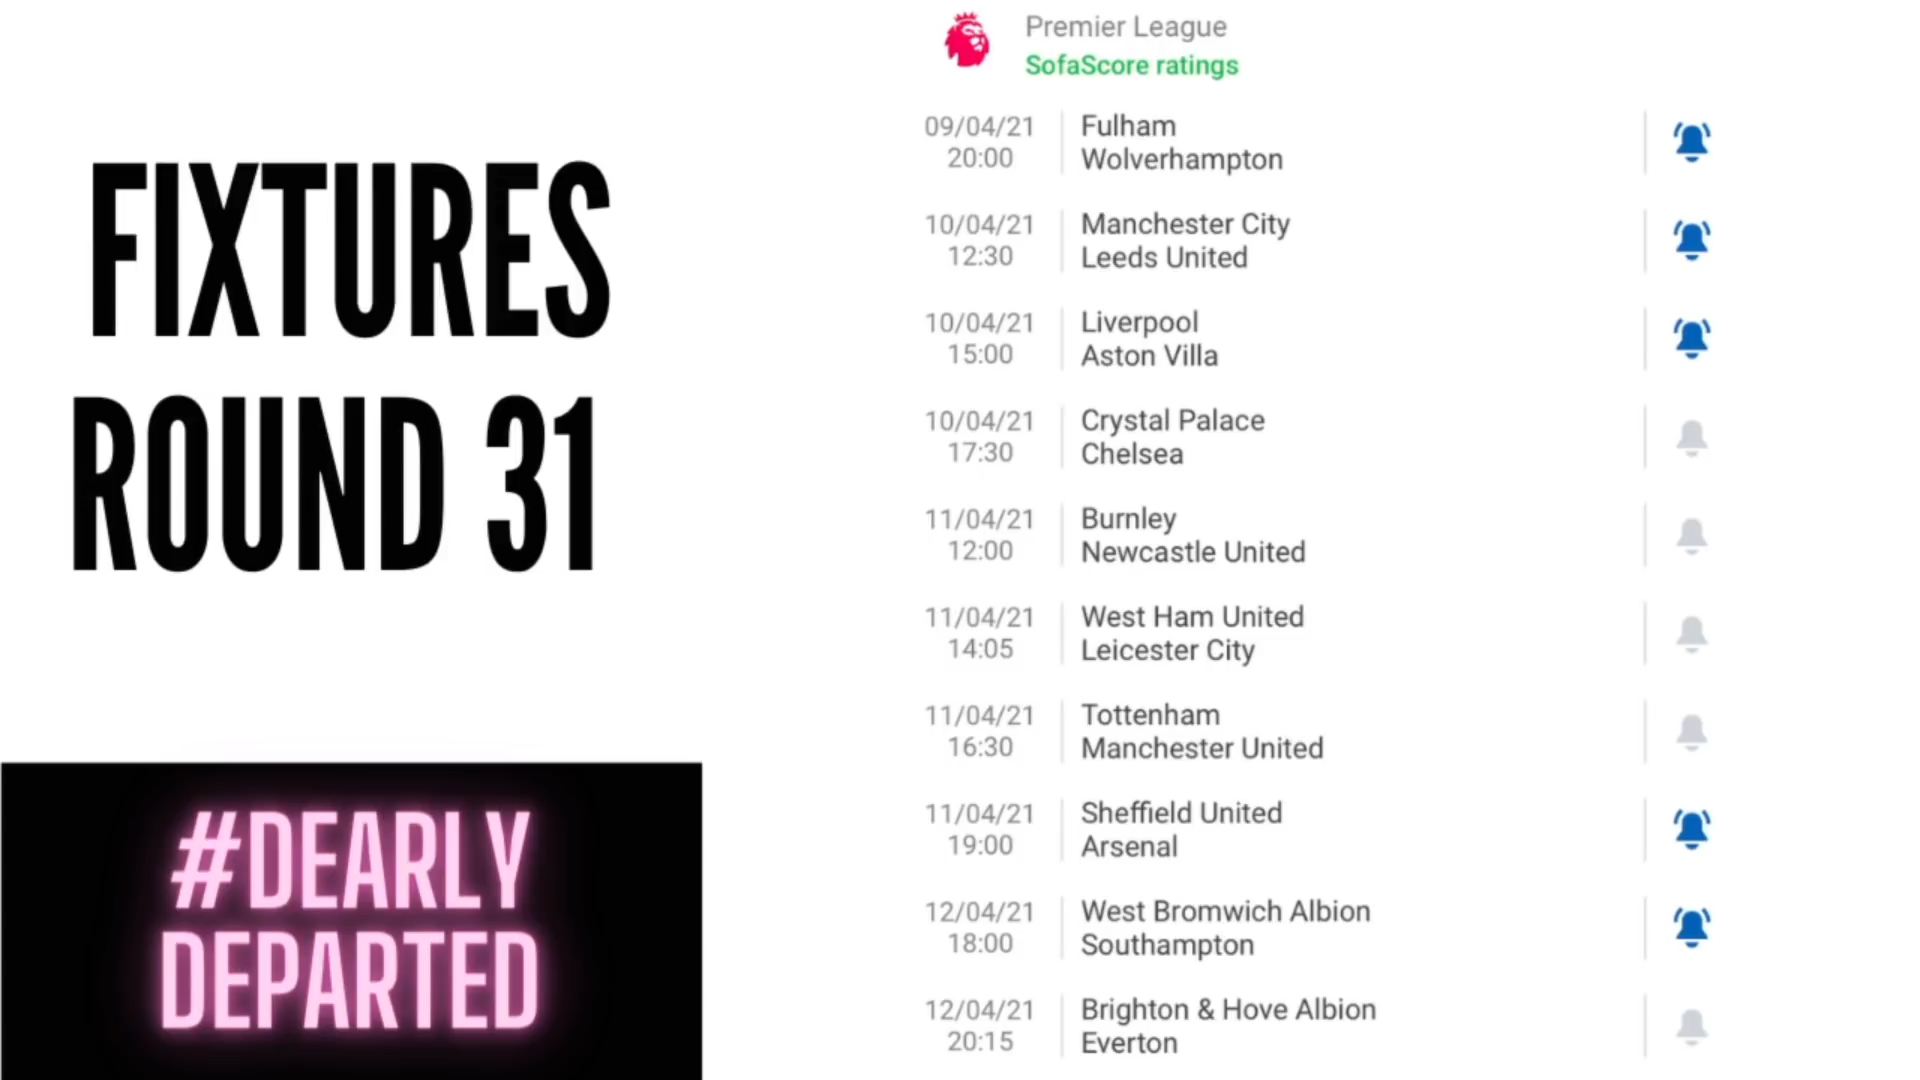 FIXTURES
ROUND 31
#DEARLY
DEPARTED
Premier League
SofaScore ratings
09/04/21
20:00
Fulham
Wolverhampton
10/04/21
12:30
Manchester City
Leeds United
10/04/21
15:00
Liverpool
Aston Villa
10/04/21
17:30
Crystal Palace
Chelsea
11/04/21
12:00
Burnley
Newcastle United
11/04/21
14:05
West Ham United
Leicester City
11/04/21
16:30
Tottenham
Manchester United
11/04/21
19:00
Sheffield United
Arsenal
12/04/21
18:00
West Bromwich Albion
Southampton
12/04/21
20:15
Brighton & Hove Albion
Everton